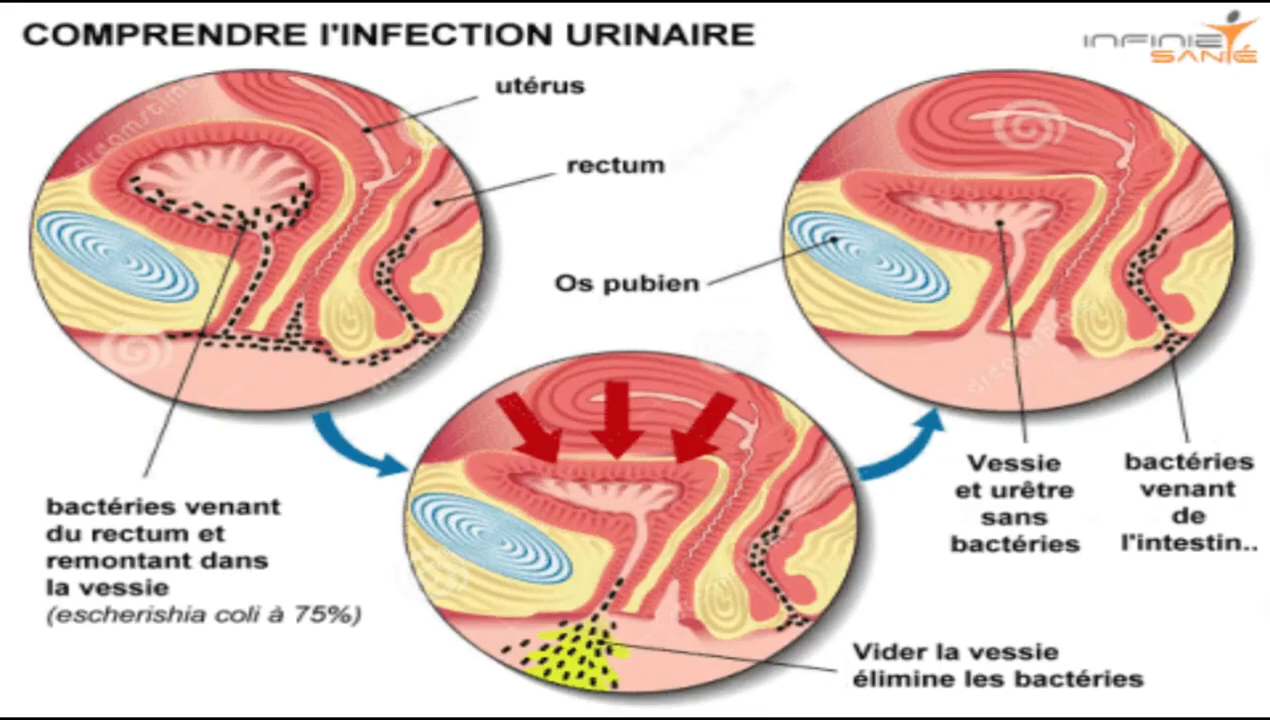 COMPRENDRE l'INFECTION URINAIRE
INFINIE
SANTÉ
utérus
rectum
Os pubien
bactéries venant
du rectum et
remontant dans
la vessie
(escherishia coli à 75%)
Vessie
et urêtre
sans
bactéries
bactéries
venant
de
l'intestin..
Vider la vessie
élimine les bactéries
dreamstime